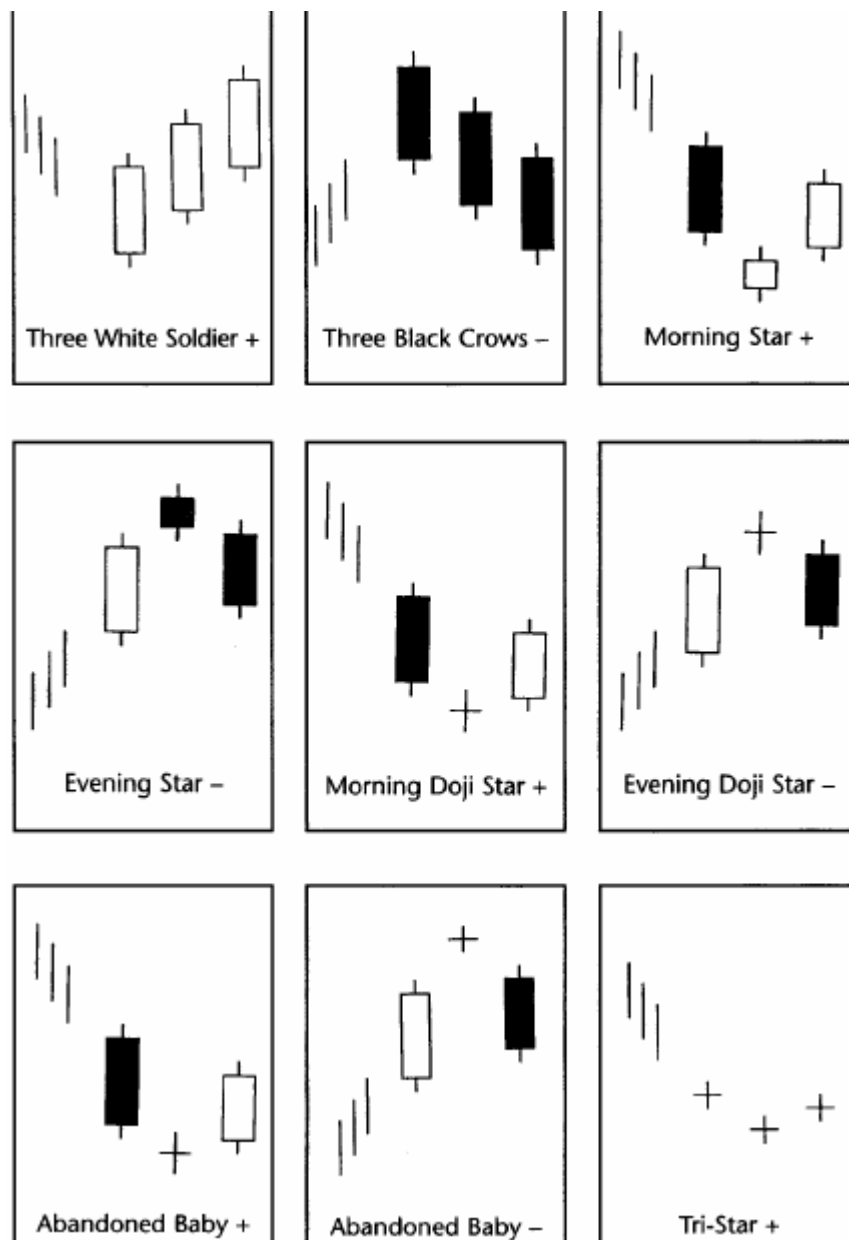 Three White Soldier +
Three Black Crows –
Morning Star +
Evening Star –
Morning Doji Star +
Evening Doji Star –
Abandoned Baby +
Abandoned Baby –
Tri-Star +